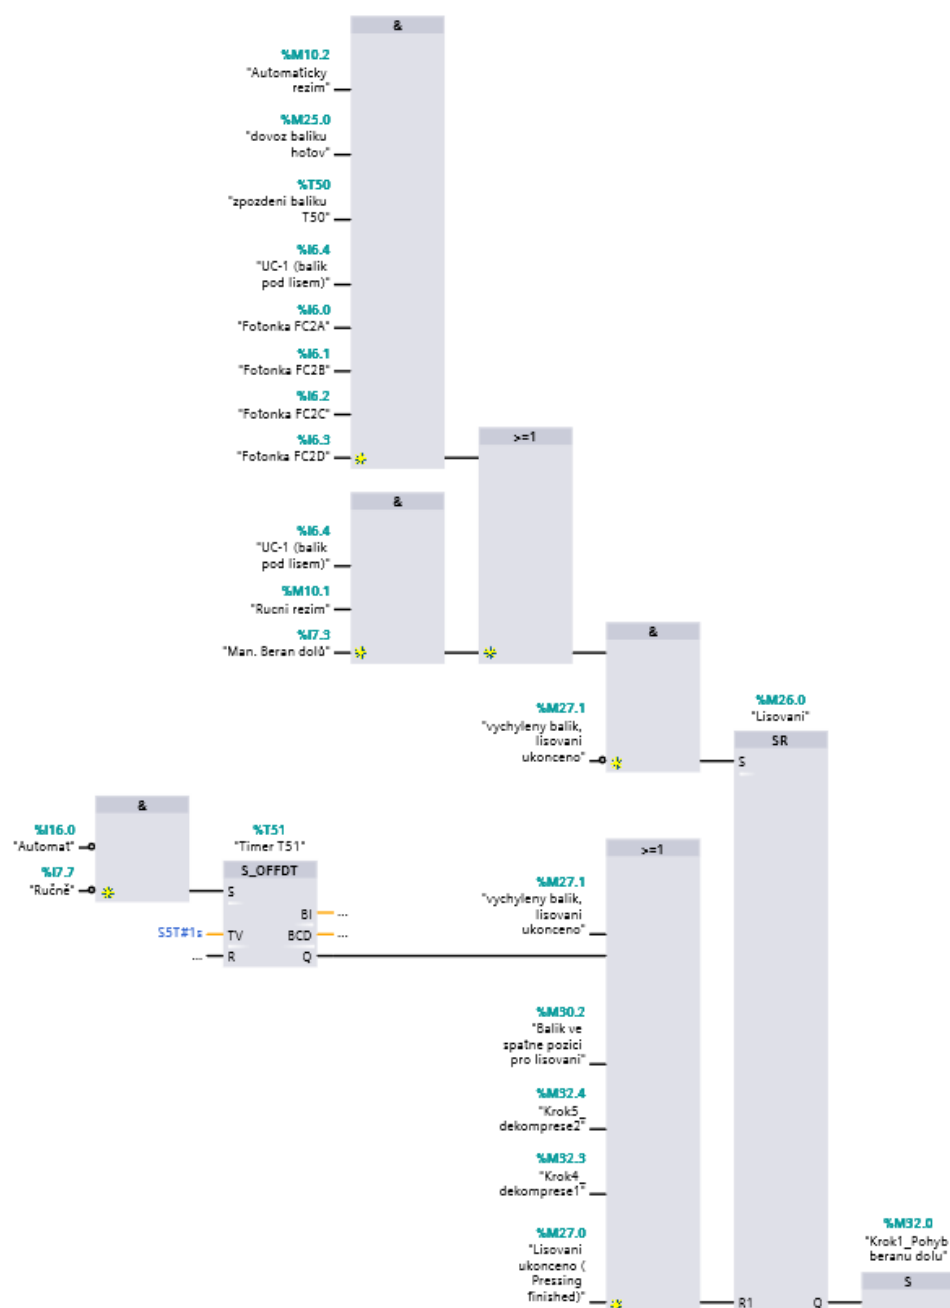 &
%M10.2
"Automaticky
rezim"
%M25.0
"dovoz baliku
hotov"
%T50
"zpozdeni baliku
T50"
%I6.4
"UC-1 (balik
pod lisem)"
%I6.0
"Fotonka FC2A"
%I6.1
"Fotonka FC2B"
%I6.2
"Fotonka FC2C"
%I6.3
"Fotonka FC2D"
>=1
&
%I6.4
"UC-1 (balik
pod lisem)"
%M10.1
"Rucni rezim"
%I7.3
"Man. Beran dolů"
&
%M27.1
"vychyleny balik,
lisovani
ukonceno"
%M26.0
"Lisovani"
SR
S
&
%I16.0
"Automat"
%I7.7
"Ručně"
%T51
"Timer T51"
S_OFFDT
S
BI ...
S5T#1s TV BCD ...
... R Q
>=1
%M27.1
"vychyleny balik,
lisovani
ukonceno"
%M30.2
"Balik ve
spatne pozici
pro lisovani"
%M32.4
"Krok5_
dekomprese2"
%M32.3
"Krok4_
dekomprese1"
%M27.0
"Lisovani
ukonceno (
Pressing
finished)"
R1 Q
%M32.0
"Krok1_Pohyb
beranu dolu"
S